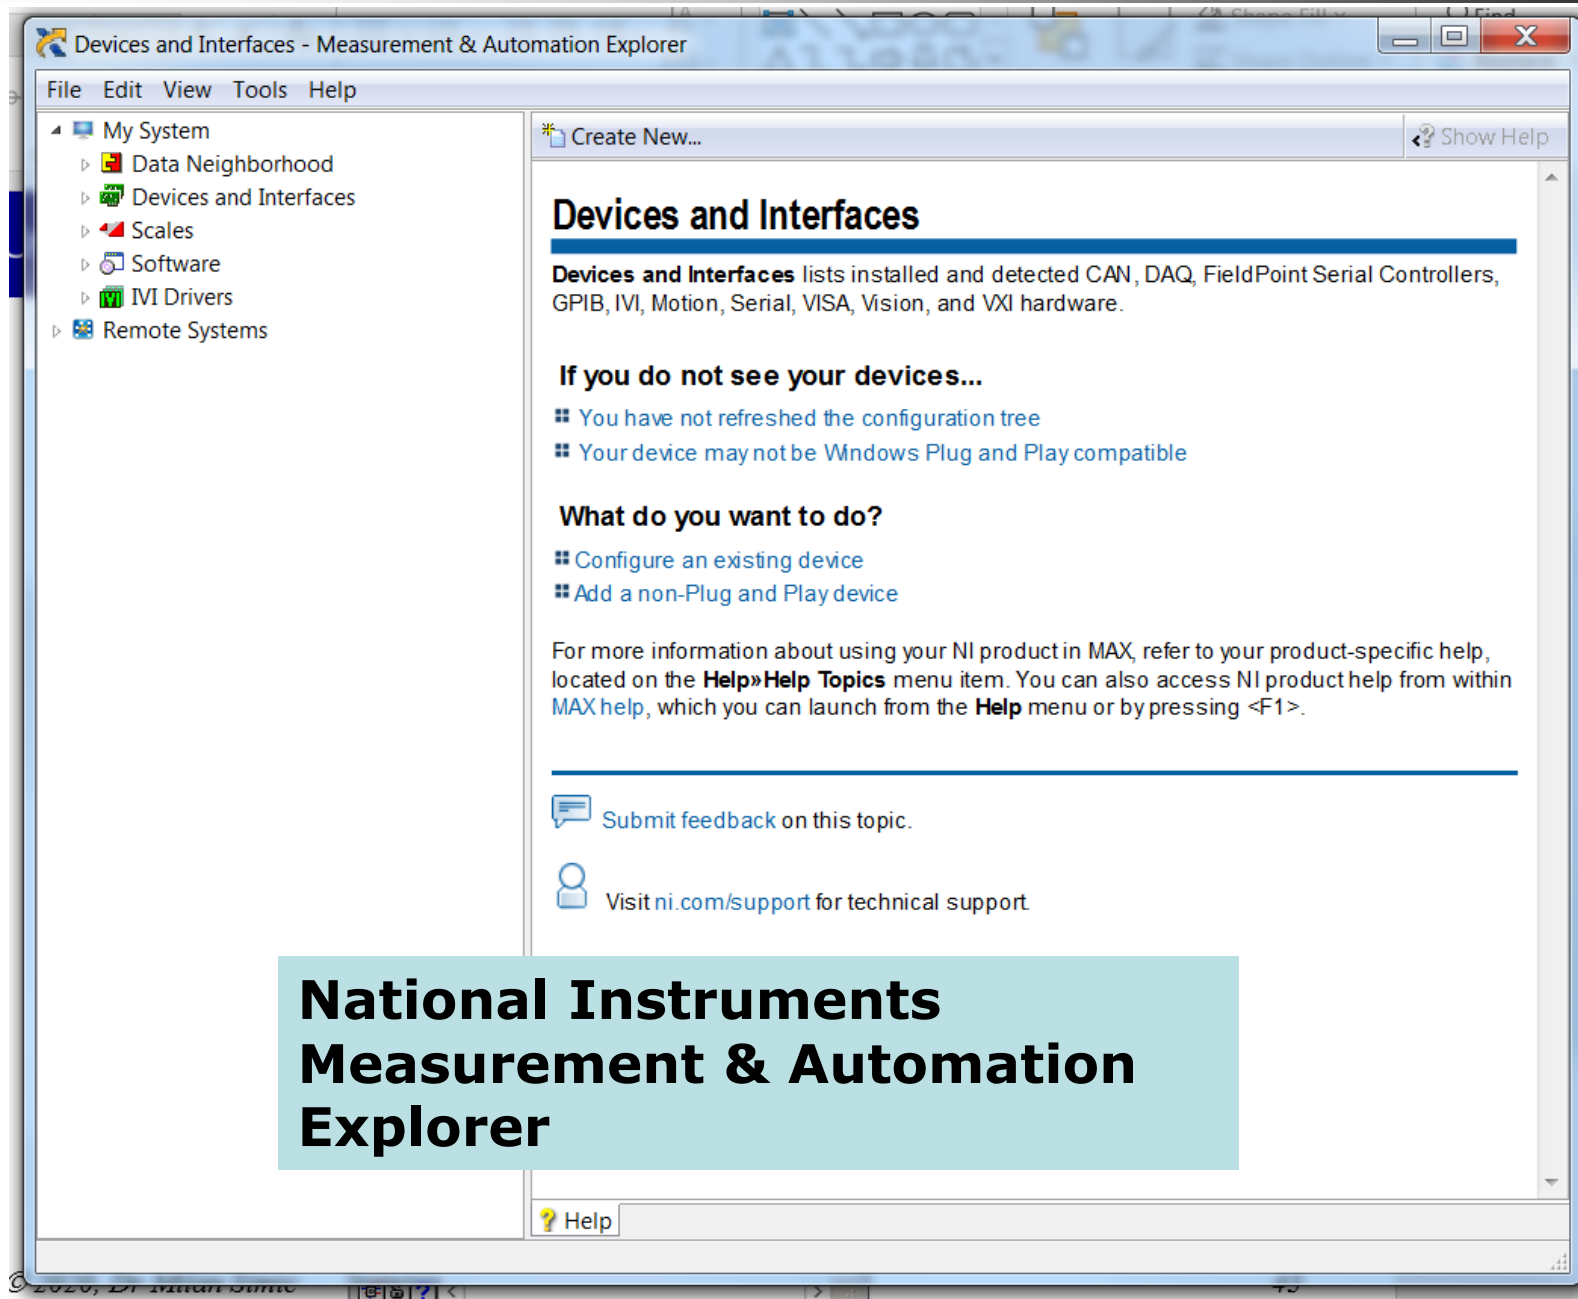 Shape Fill
Find
Devices and Interfaces - Measurement & Automation Explorer
File Edit View Tools Help
My System
Data Neighborhood
Devices and Interfaces
Scales
Software
IVI Drivers
Remote Systems
Create New...
Show Help
Devices and Interfaces
Devices and Interfaces lists installed and detected CAN, DAQ, FieldPoint Serial Controllers,
GPIB, IVI, Motion, Serial, VISA, Vision, and VXI hardware.
If you do not see your devices...
You have not refreshed the configuration tree
Your device may not be Windows Plug and Play compatible
What do you want to do?
Configure an existing device
Add a non-Plug and Play device
For more information about using your NI product in MAX, refer to your product-specific help,
located on the Help»Help Topics menu item. You can also access NI product help from within
MAX help, which you can launch from the Help menu or by pressing <F1>.
Submit feedback on this topic.
Visit ni.com/support for technical support.
National Instruments
Measurement & Automation
Explorer
Help
© 2020, Dr Milan Simic